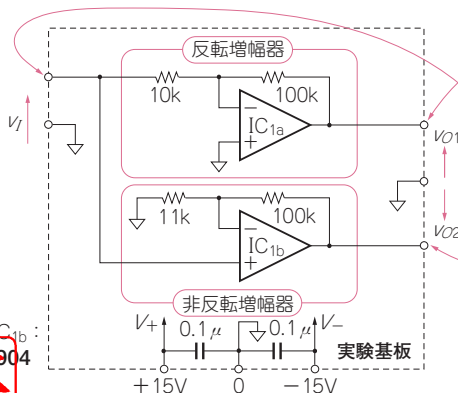 反転増幅器
10k
100k
IC1a
−
+
vI
vO1
11k
100k
IC1b
−
+
vO2
非反転増幅器
C1b :
904
V+
0.1μ
0.1μ
V−
実験基板
+15V
0
−15V